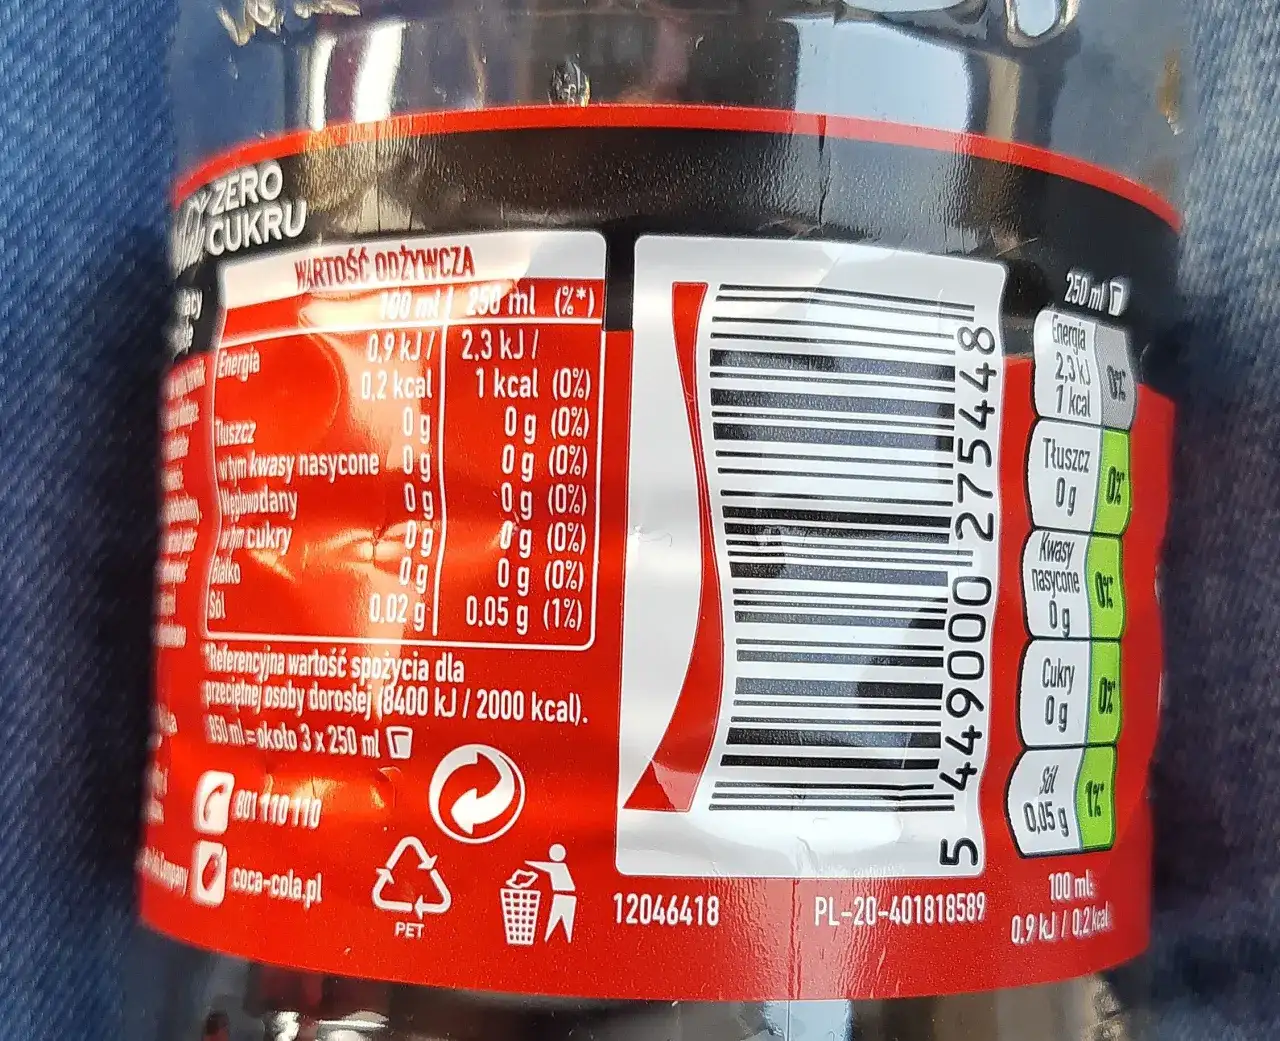 ZERO
CUKRU
WARTOŚĆ ODŻYWCZA
100 ml 250 ml (%*)
Energia 0,9 kJ / 2,3 kJ /
0,2 kcal 1 kcal (0%)
Tłuszcz 0 g 0 g (0%)
w tym kwasy nasycone 0 g 0 g (0%)
Węglowodany 0 g 0 g (0%)
w tym cukry 0 g 0 g (0%)
Białko 0 g 0 g (0%)
Sól 0.02 g 0.05 g (1%)
*Referencyjna wartość spożycia dla
przeciętnej osoby dorosłej (8400 kJ / 2000 kcal).
850 ml = około 3 x 250 ml
801 110 110
coca-cola.pl
Company
PET
5 449000 275448
12046418
PL-20-401818589
250 ml
Energia
2,3 kJ
1 kcal
0%
Tłuszcz
0 g
0%
Kwasy
nasycone
0 g
0%
Cukry
0 g
0%
Sól
0,05 g
1%
100 ml:
0,9 kJ / 0,2 kcal